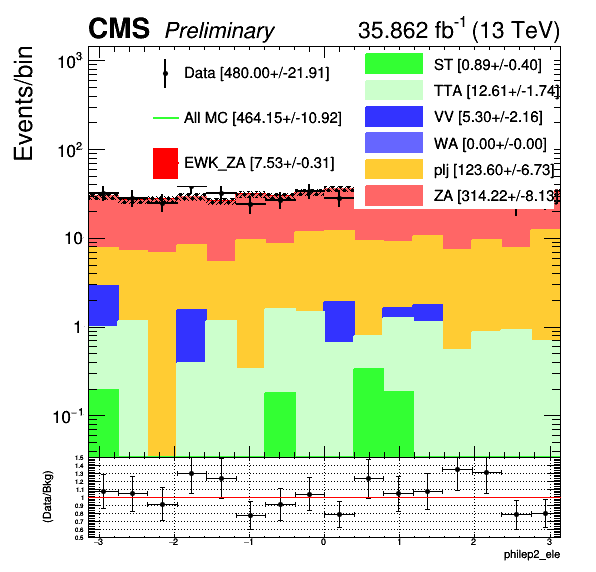 CMS Preliminary 35.862 fb⁻¹ (13 TeV)
Events/bin
10³
10²
10
1
10⁻¹
Data [480.00+/-21.91]
All MC [464.15+/-10.92]
EWK_ZA [7.53+/-0.31]
ST [0.89+/-0.40]
TTA [12.61+/-1.74]
VV [5.30+/-2.16]
WA [0.00+/-0.00]
plj [123.60+/-6.73]
ZA [314.22+/-8.13]
(Data/Bkg)
1.5
1.4
1.3
1.2
1.1
1
0.9
0.8
0.7
0.6
0.5
−3 −2 −1 0 1 2 3
philep2_ele